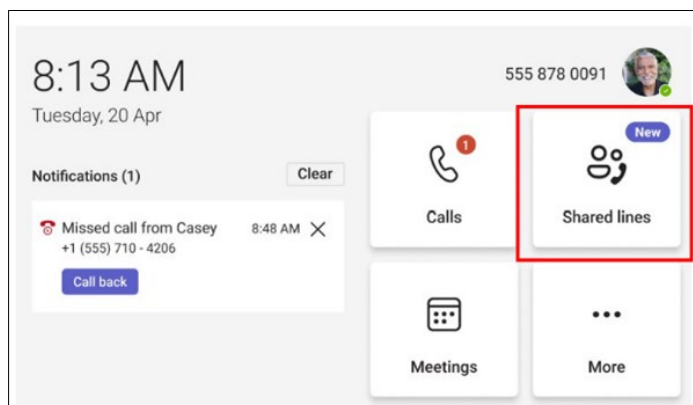 8:13 AM
Tuesday, 20 Apr
555 878 0091
Notifications (1)
Clear
Missed call from Casey
8:48 AM
+1 (555) 710 - 4206
Call back
1
Calls
New
Shared lines
Meetings
More